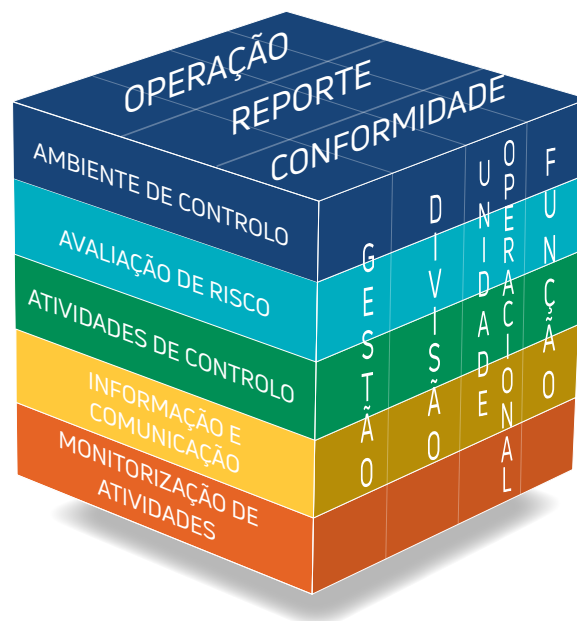 OPERAÇÃO
REPORTE
CONFORMIDADE
AMBIENTE DE CONTROLO
AVALIAÇÃO DE RISCO
ATIVIDADES DE CONTROLO
INFORMAÇÃO E
COMUNICAÇÃO
MONITORIZAÇÃO DE
ATIVIDADES
GESTÃO
DIVISÃO
UNIDADE
OPERACIONAL
FUNÇÃO